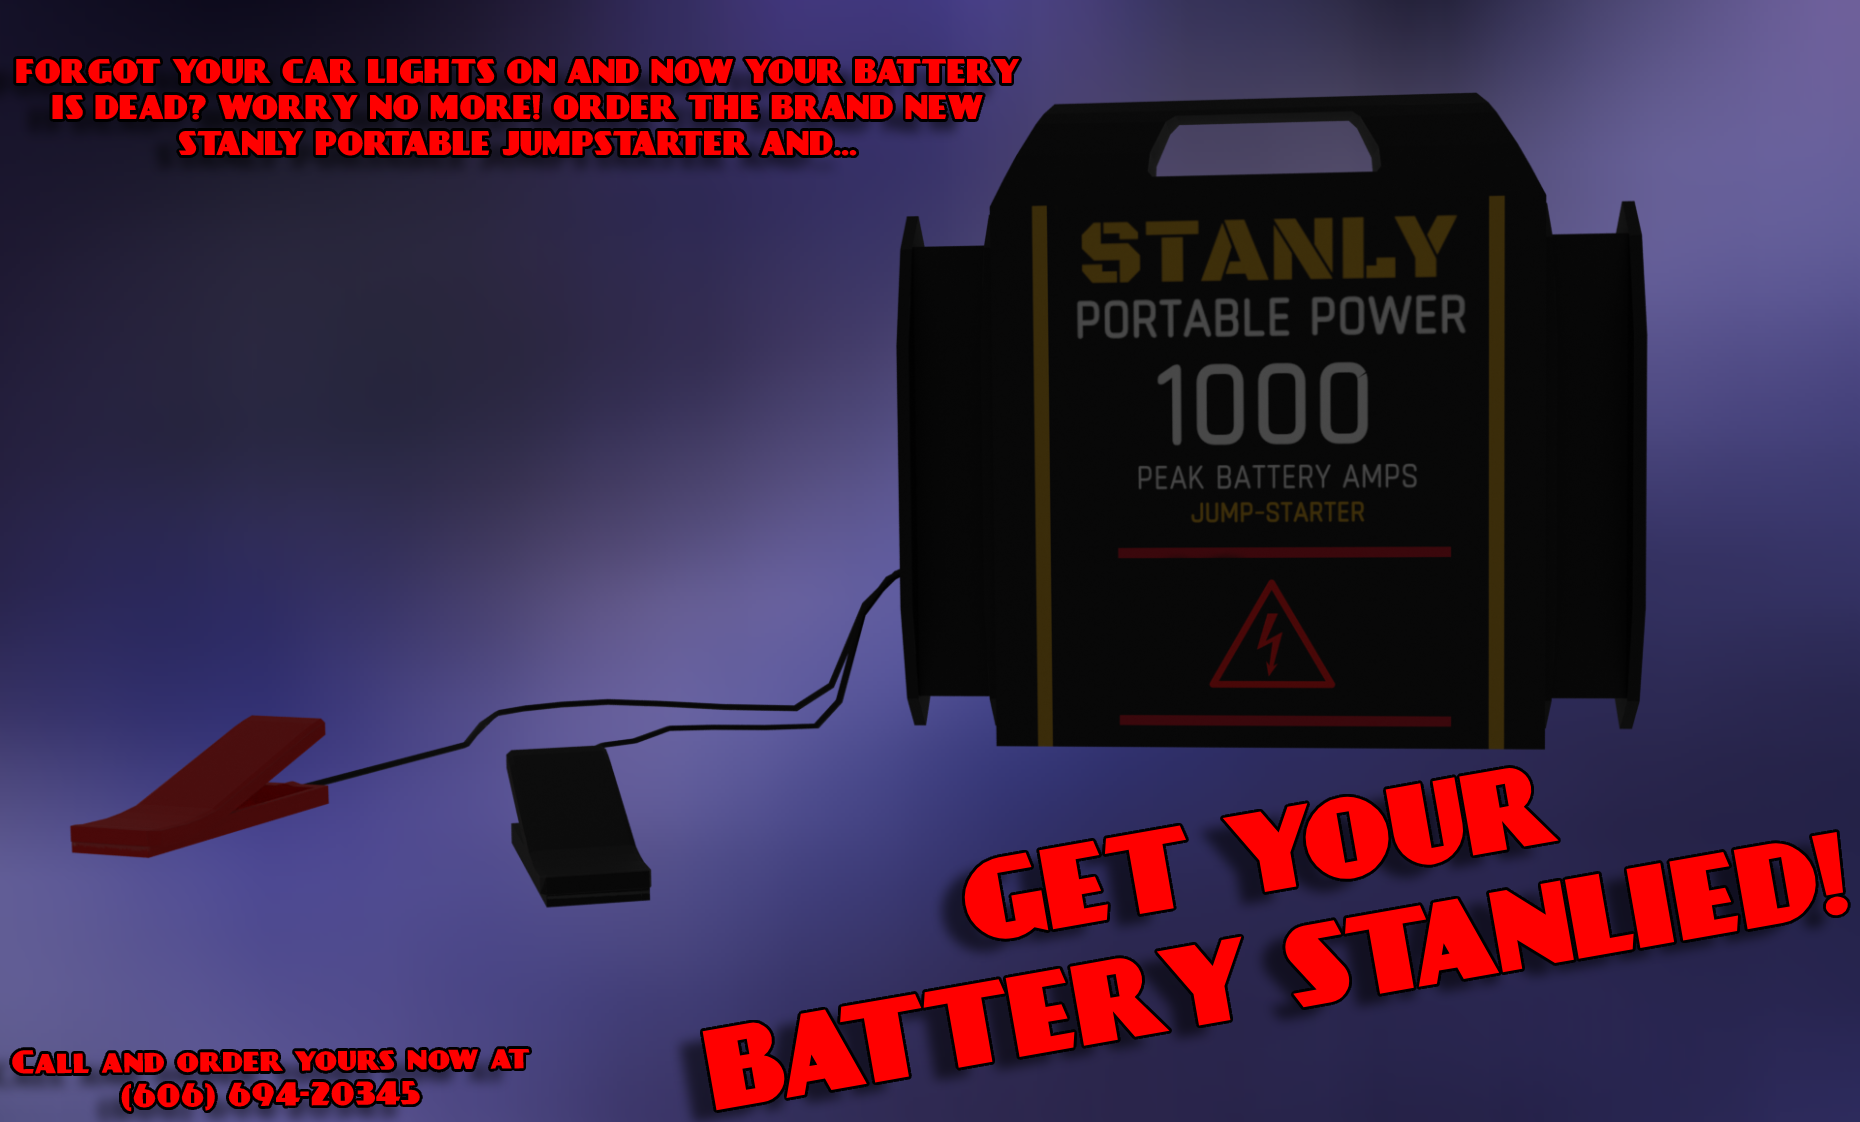 FORGOT YOUR CAR LIGHTS ON AND NOW YOUR BATTERY
IS DEAD? WORRY NO MORE! ORDER THE BRAND NEW
STANLY PORTABLE JUMPSTARTER AND...
STANLY
PORTABLE POWER
1000
PEAK BATTERY AMPS
JUMP-STARTER
GET YOUR
BATTERY STANLIED!
CALL AND ORDER YOURS NOW AT
(606) 694-20345